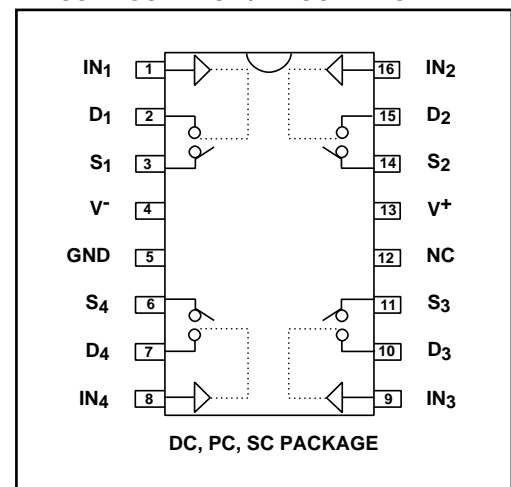 IN1 1 16 IN2
D1 2 15 D2
S1 3 14 S2
V- 4 13 V+
GND 5 12 NC
S4 6 11 S3
D4 7 10 D3
IN4 8 9 IN3
DC, PC, SC PACKAGE